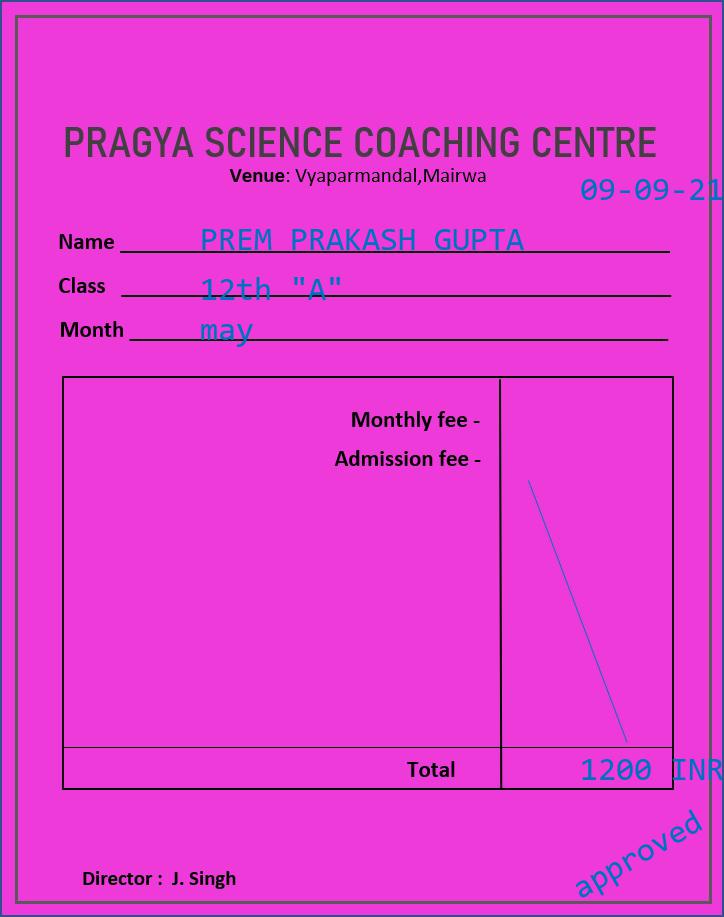 PRAGYA SCIENCE COACHING CENTRE
Venue: Vyaparmandal,Mairwa
09-09-21
Name PREM PRAKASH GUPTA
Class 12th "A"
Month may
Monthly fee -
Admission fee -
Total 1200 INR
approved
Director : J. Singh